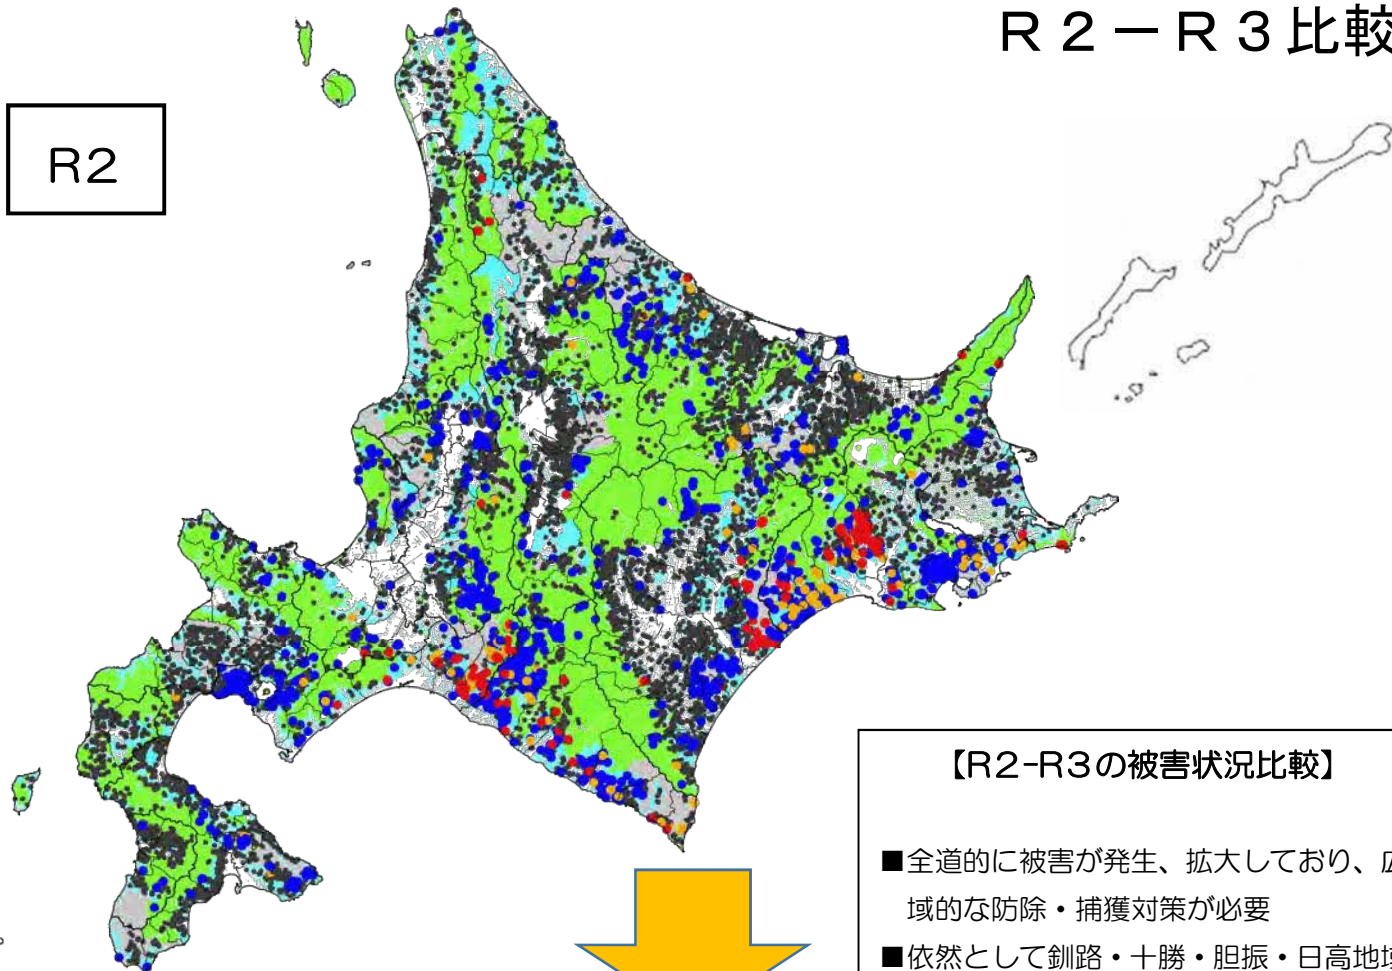 R２－R３比較
R2
【R2-R3の被害状況比較】
■全道的に被害が発生、拡大しており、広
域的な防除・捕獲対策が必要
■依然として釧路・十勝・胆振・日高地域